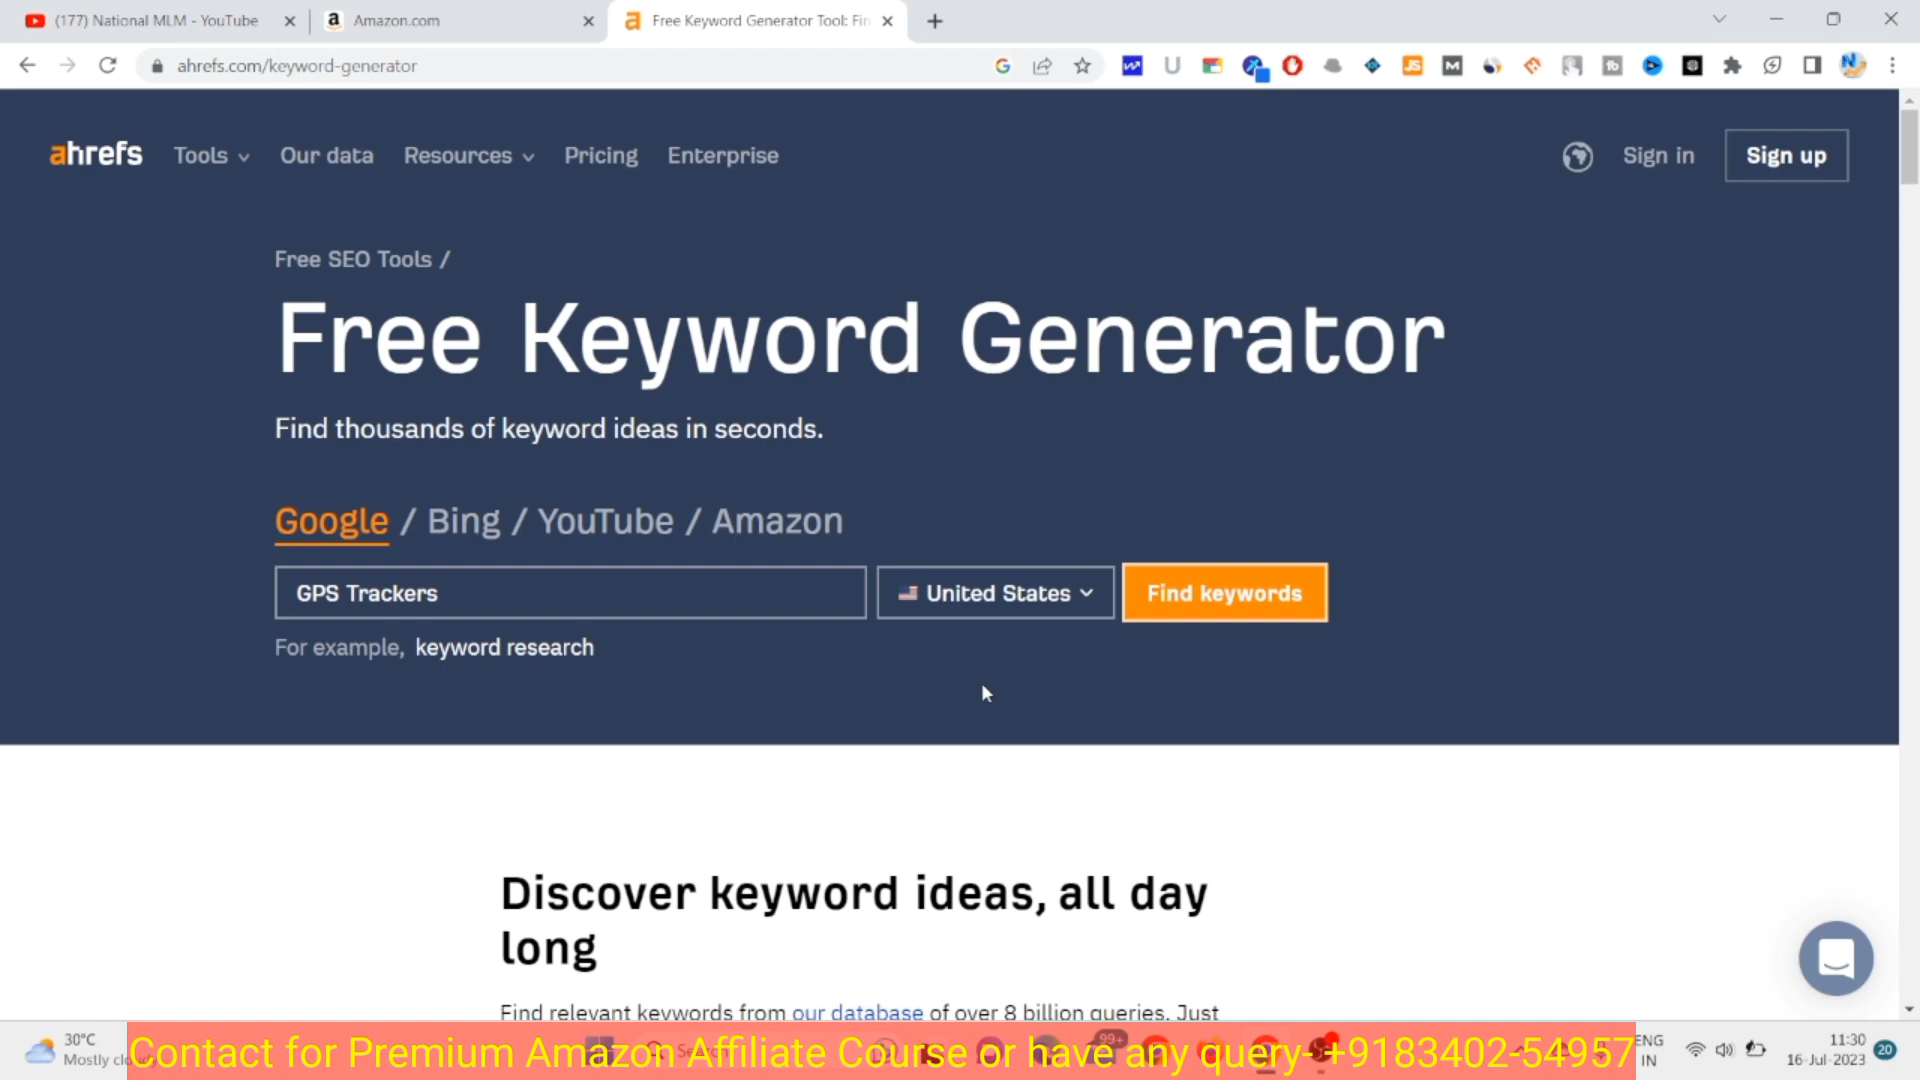 (177) National MLM - YouTube
Amazon.com
Free Keyword Generator Tool: Fin
ahrefs.com/keyword-generator
ahrefs
Tools
Our data
Resources
Pricing
Enterprise
Sign in
Sign up
Free SEO Tools /
Free Keyword Generator
Find thousands of keyword ideas in seconds.
Google / Bing / YouTube / Amazon
GPS Trackers
United States
Find keywords
For example, keyword research
Discover keyword ideas, all day
long
Find relevant keywords from our database of over 8 billion queries. Just
30°C
Mostly
Contact for Premium Amazon Affiliate Course or have any query- +9183402-54957
99+
ENG
IN
11:30
16-Jul-2023
20